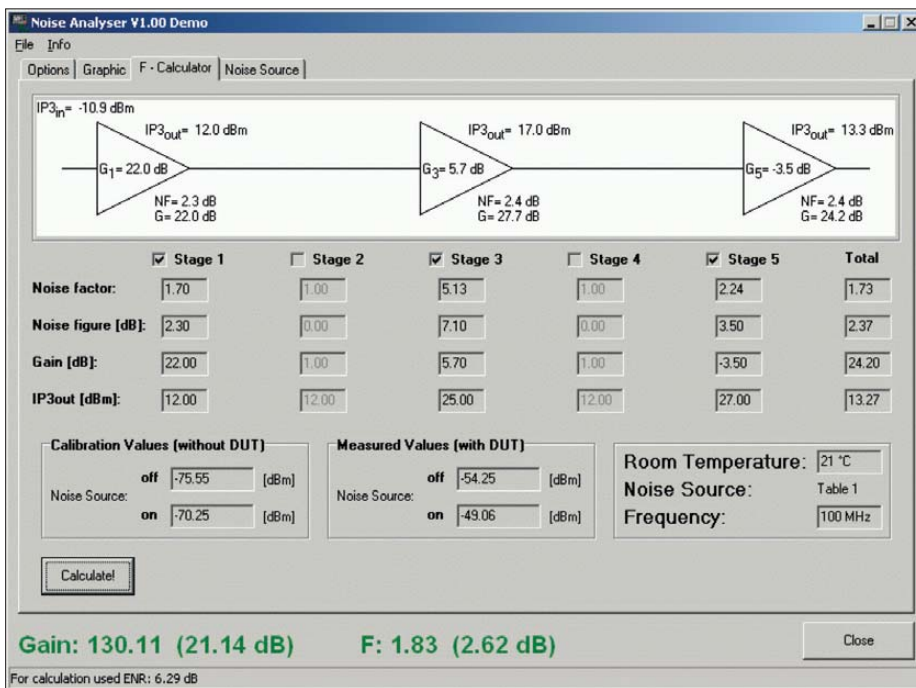 Noise Analyser V1.00 Demo
File Info
Options Graphic F - Calculator Noise Source
IP3in= -10.9 dBm
IP3out= 12.0 dBm IP3out= 17.0 dBm IP3out= 13.3 dBm
G1= 22.0 dB G3= 5.7 dB G5= -3.5 dB
NF= 2.3 dB NF= 2.4 dB NF= 2.4 dB
G= 22.0 dB G= 27.7 dB G= 24.2 dB
Stage 1 Stage 2 Stage 3 Stage 4 Stage 5 Total
Noise factor: 1.70 1.00 5.13 1.00 2.24 1.73
Noise figure [dB]: 2.30 0.00 7.10 0.00 3.50 2.37
Gain [dB]: 22.00 1.00 5.70 1.00 -3.50 24.20
IP3out [dBm]: 12.00 12.00 25.00 12.00 27.00 13.27
Calibration Values (without DUT)
off -75.55 [dBm]
Noise Source:
on -70.25 [dBm]
Measured Values (with DUT)
off -54.25 [dBm]
Noise Source:
on -49.06 [dBm]
Room Temperature: 21 °C
Noise Source: Table 1
Frequency: 100 MHz
Calculate!
Gain: 130.11 (21.14 dB) F: 1.83 (2.62 dB)
Close
For calculation used ENR: 6.29 dB